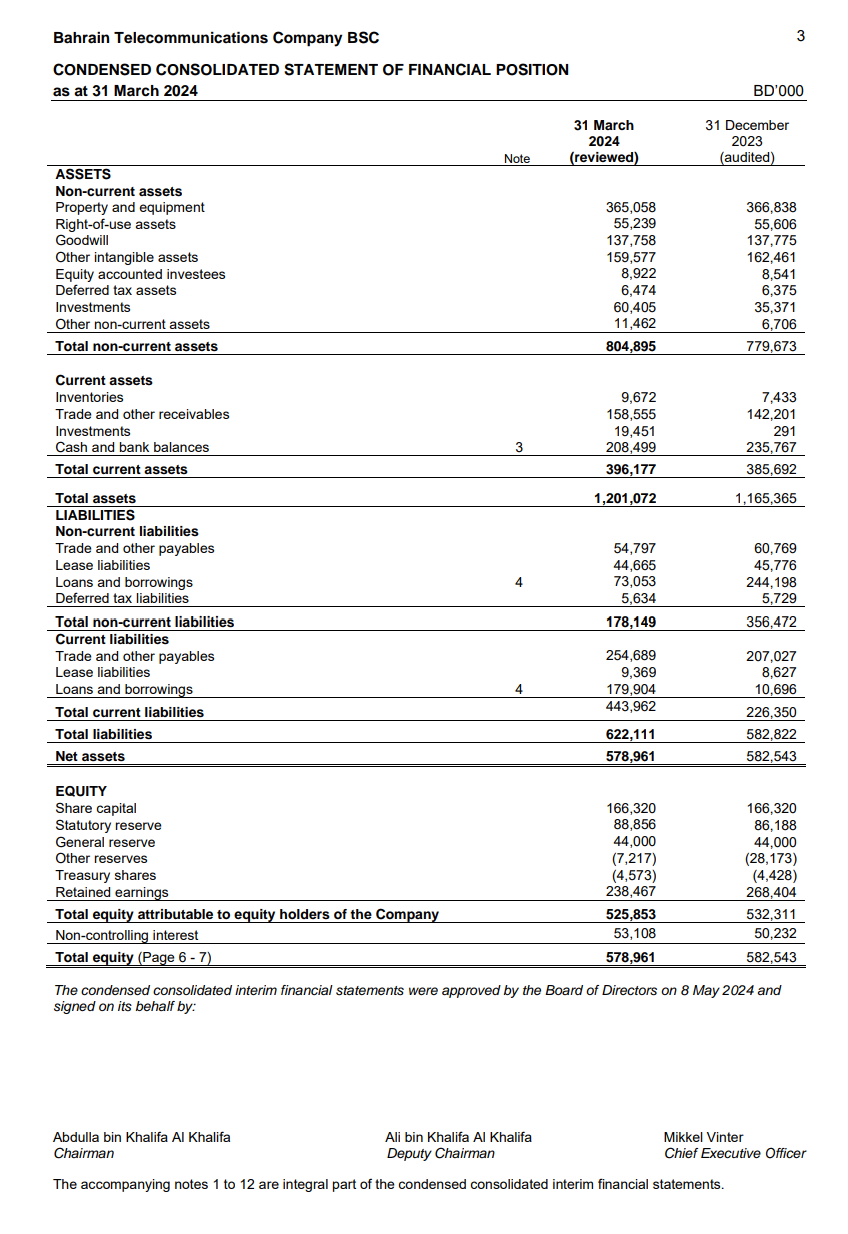 Bahrain Telecommunications Company BSC 3
CONDENSED CONSOLIDATED STATEMENT OF FINANCIAL POSITION
as at 31 March 2024 BD’000
31 March 31 December
2024 2023
Note (reviewed) (audited)
ASSETS
Non-current assets
Property and equipment 365,058 366,838
Right-of-use assets 55,239 55,606
Goodwill 137,758 137,775
Other intangible assets 159,577 162,461
Equity accounted investees 8,922 8,541
Deferred tax assets 6,474 6,375
Investments 60,405 35,371
Other non-current assets 11,462 6,706
Total non-current assets 804,895 779,673
Current assets
Inventories 9,672 7,433
Trade and other receivables 158,555 142,201
Investments 19,451 291
Cash and bank balances 3 208,499 235,767
Total current assets 396,177 385,692
Total assets 1,201,072 1,165,365
LIABILITIES
Non-current liabilities
Trade and other payables 54,797 60,769
Lease liabilities 44,665 45,776
Loans and borrowings 4 73,053 244,198
Deferred tax liabilities 5,634 5,729
Total non-current liabilities 178,149 356,472
Current liabilities
Trade and other payables 254,689 207,027
Lease liabilities 9,369 8,627
Loans and borrowings 4 179,904 10,696
Total current liabilities 443,962 226,350
Total liabilities 622,111 582,822
Net assets 578,961 582,543
EQUITY
Share capital 166,320 166,320
Statutory reserve 88,856 86,188
General reserve 44,000 44,000
Other reserves (7,217) (28,173)
Treasury shares (4,573) (4,428)
Retained earnings 238,467 268,404
Total equity attributable to equity holders of the Company 525,853 532,311
Non-controlling interest 53,108 50,232
Total equity (Page 6 - 7) 578,961 582,543
The condensed consolidated interim financial statements were approved by the Board of Directors on 8 May 2024 and
signed on its behalf by:
Abdulla bin Khalifa Al Khalifa Ali bin Khalifa Al Khalifa Mikkel Vinter
Chairman Deputy Chairman Chief Executive Officer
The accompanying notes 1 to 12 are integral part of the condensed consolidated interim financial statements.